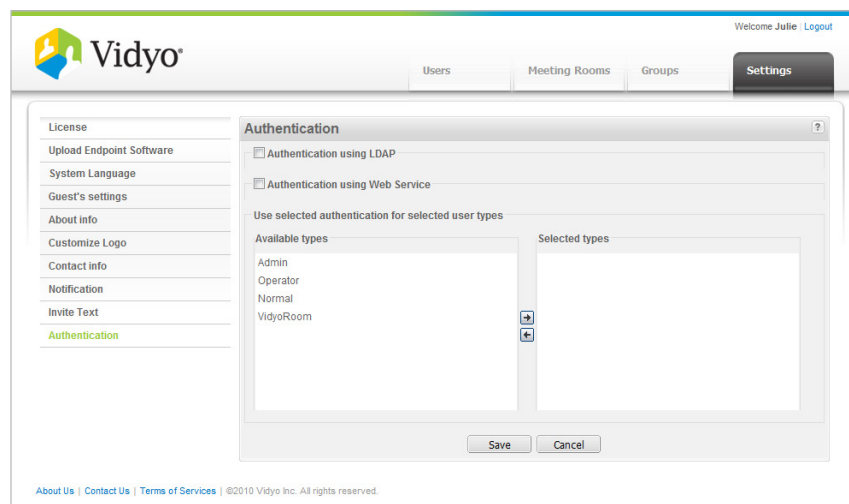 Welcome Julie | Logout
Vidyo®
Users
Meeting Rooms
Groups
Settings
License
Upload Endpoint Software
System Language
Guest's settings
About info
Customize Logo
Contact info
Notification
Invite Text
Authentication
Authentication
?
Authentication using LDAP
Authentication using Web Service
Use selected authentication for selected user types
Available types
Admin
Operator
Normal
VidyoRoom
Selected types
Save
Cancel
About Us | Contact Us | Terms of Services | ©2010 Vidyo Inc. All rights reserved.